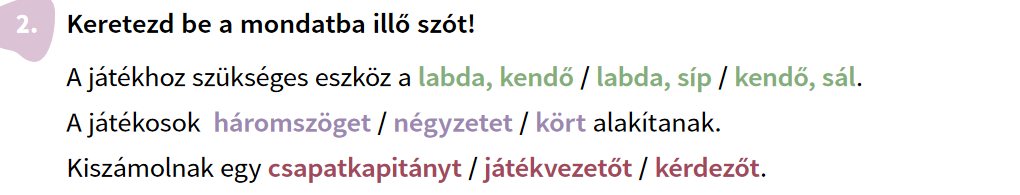 2. Keretezd be a mondatba illő szót!
A játékhoz szükséges eszköz a labda, kendő / labda, síp / kendő, sál.
A játékosok háromszöget / négyzetet / kört alakítanak.
Kiszámolnak egy csapatkapitányt / játékvezetőt / kérdezőt.